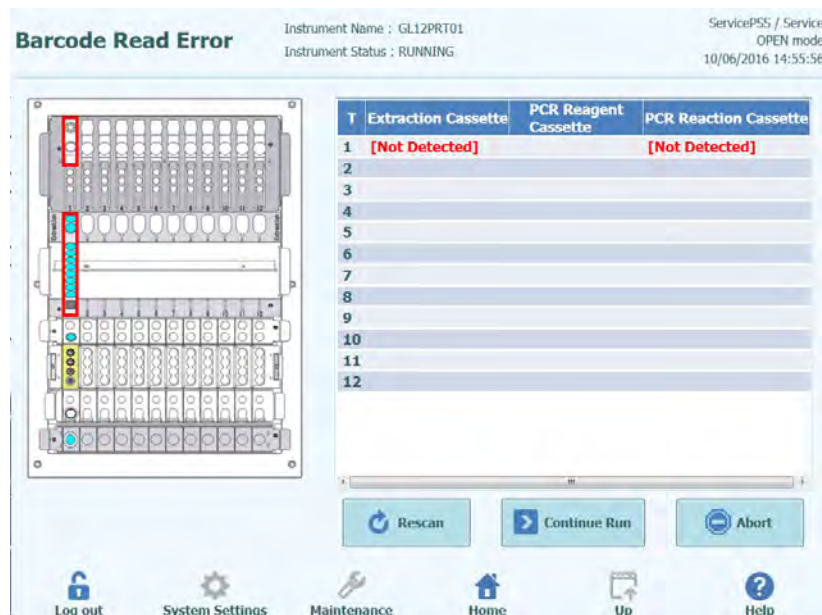 Barcode Read Error
Instrument Name : GL12PRT01
Instrument Status : RUNNING
ServicePSS / Service
OPEN mode
10/06/2016 14:55:56
T Extraction Cassette PCR Reagent Cassette PCR Reaction Cassette
1 [Not Detected] [Not Detected]
2
3
4
5
6
7
8
9
10
11
12
Rescan Continue Run Abort
Log out System Settings Maintenance Home Up Help